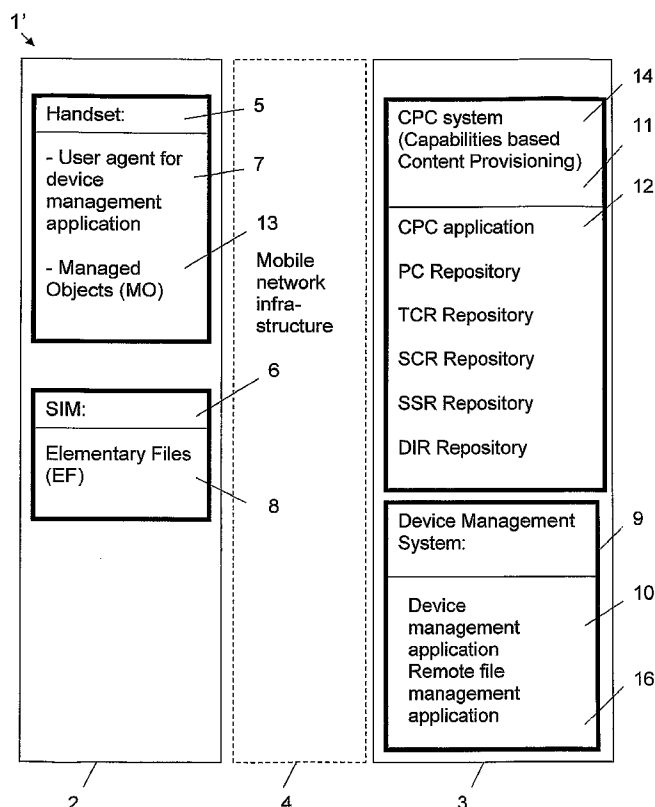 1'
Handset:
5
- User agent for
device
management
application
7
- Managed
Objects (MO)
13
SIM:
6
Elementary Files
(EF)
8
Mobile
network
infra-
structure
CPC system
(Capabilities based
Content Provisioning)
14
11
12
CPC application
PC Repository
TCR Repository
SCR Repository
SSR Repository
DIR Repository
Device Management
System:
9
Device
management
application
10
Remote file
management
application
16
2
4
3